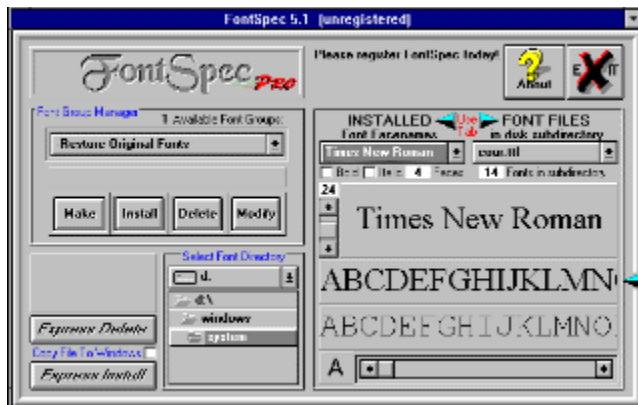 FontSpec 5.1 (unregistered)
FontSpec PRO
Please register FontSpec today!
About
EXIT
Font Group Manager
1 Available Font Groups:
Restore Original Fonts
Make
Install
Delete
Modify
INSTALLED
Font Facenames
Use
Tab
FONT FILES
in disk subdirectory
Times New Roman
cour.ttf
Bold
Italic
4 Faces
14 Fonts in subdirectory
24
Times New Roman
ABCDEFGHIJKLMN
ABCDEFGHIJKLMNO
A
Select Font Directory
d:
d:\
windows
system
Express Delete
Copy File To Windows
Express Install